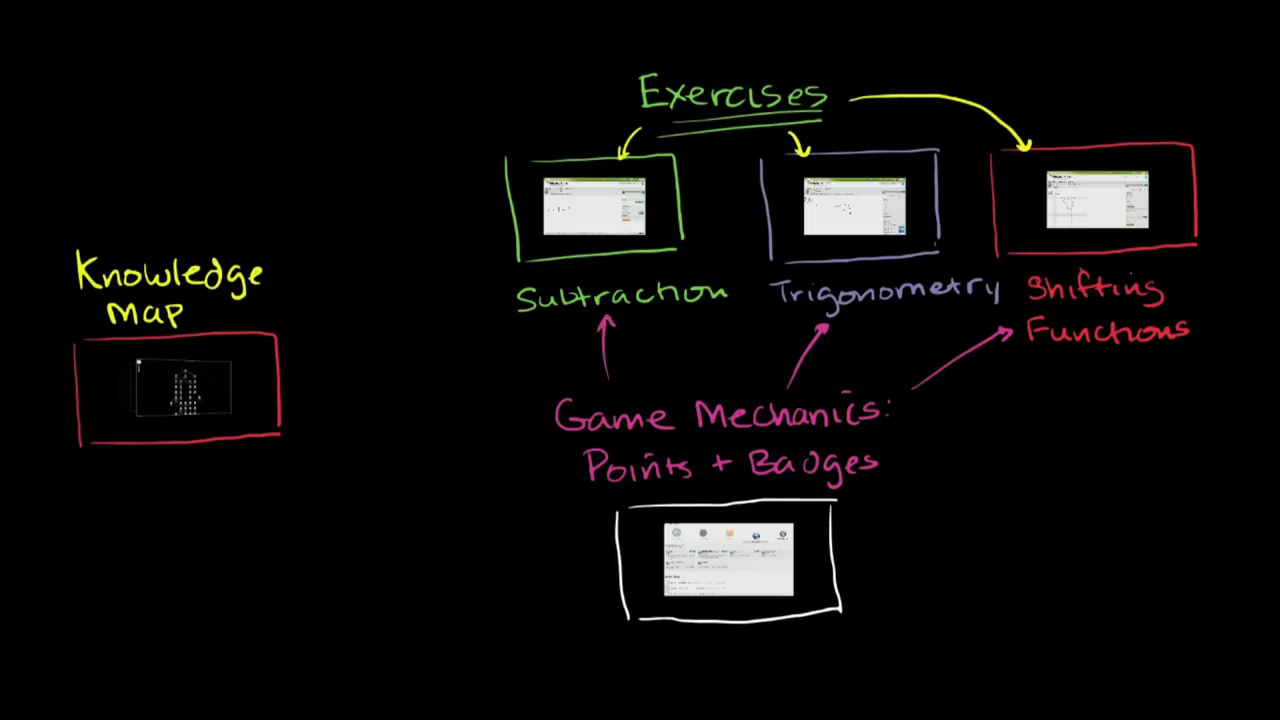 Exercises
Knowledge
Map
Subtraction
Trigonometry
Shifting
Functions
Game Mechanics:
Points + Badges